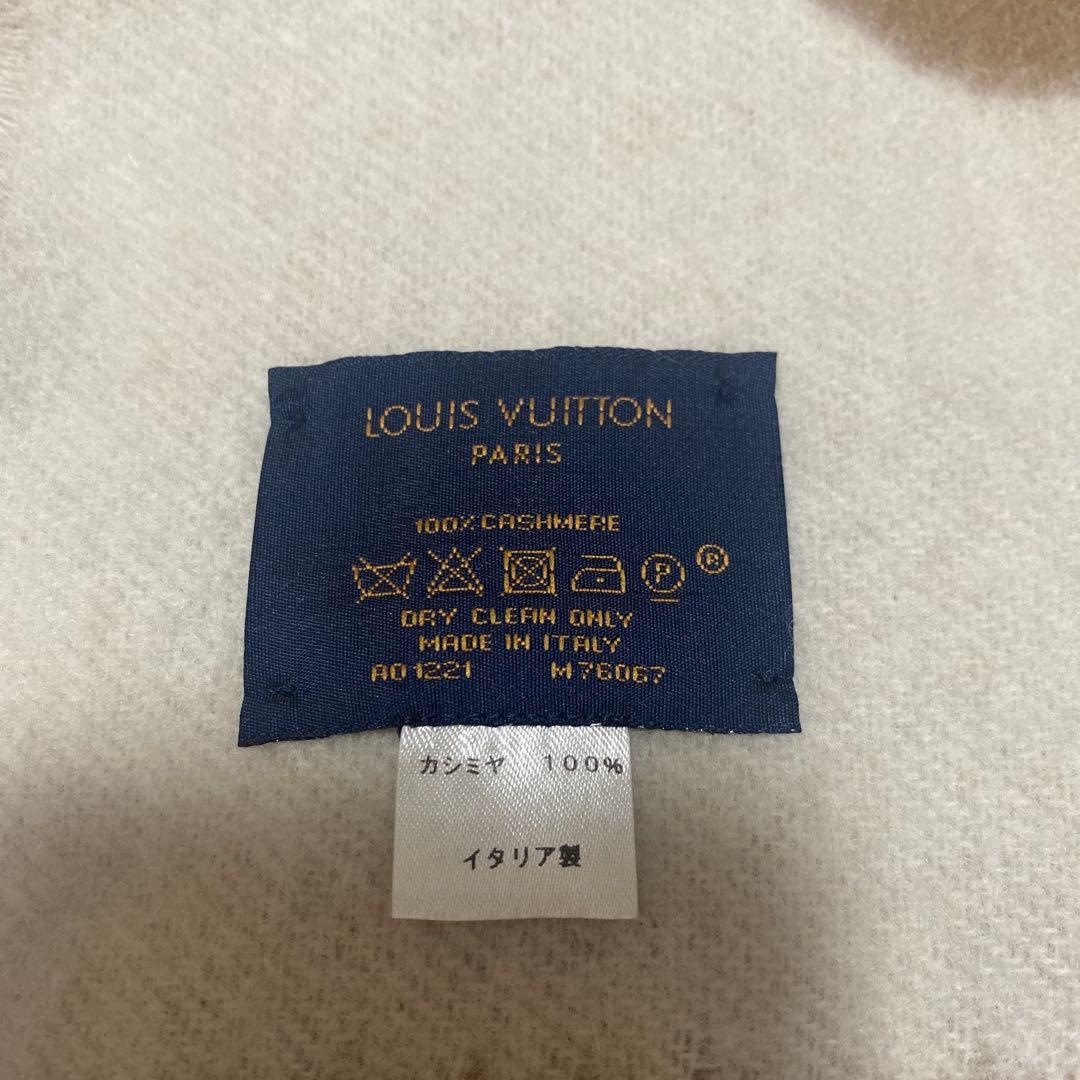 LOUIS VUITTON
PARIS
100% CASHMERE
P ®
DRY CLEAN ONLY
MADE IN ITALY
AO1221 M76067
カシミヤ 100%
イタリア製